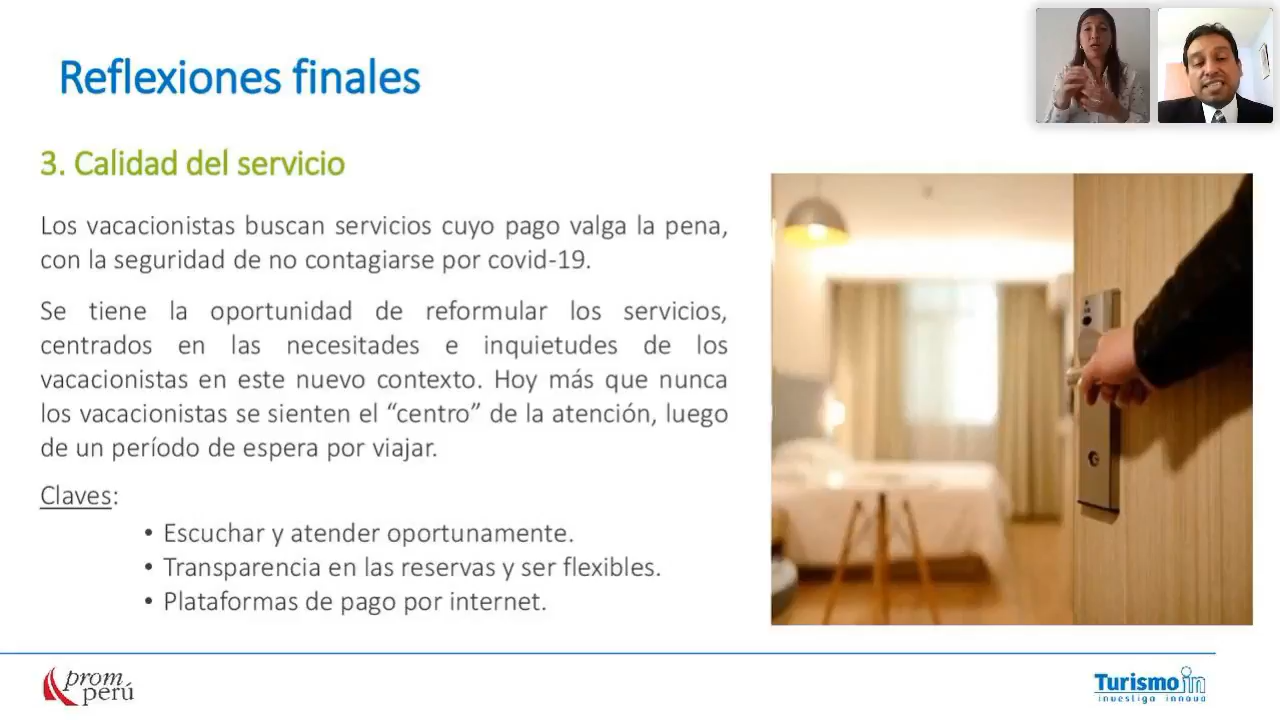 Reflexiones finales
3. Calidad del servicio
Los vacacionistas buscan servicios cuyo pago valga la pena,
con la seguridad de no contagiarse por covid-19.
Se tiene la oportunidad de reformular los servicios,
centrados en las necesidades e inquietudes de los
vacacionistas en este nuevo contexto. Hoy más que nunca
los vacacionistas se sienten el “centro” de la atención, luego
de un período de espera por viajar.
Claves:
• Escuchar y atender oportunamente.
• Transparencia en las reservas y ser flexibles.
• Plataformas de pago por internet.
prom
perú
Turismo in
investiga innova